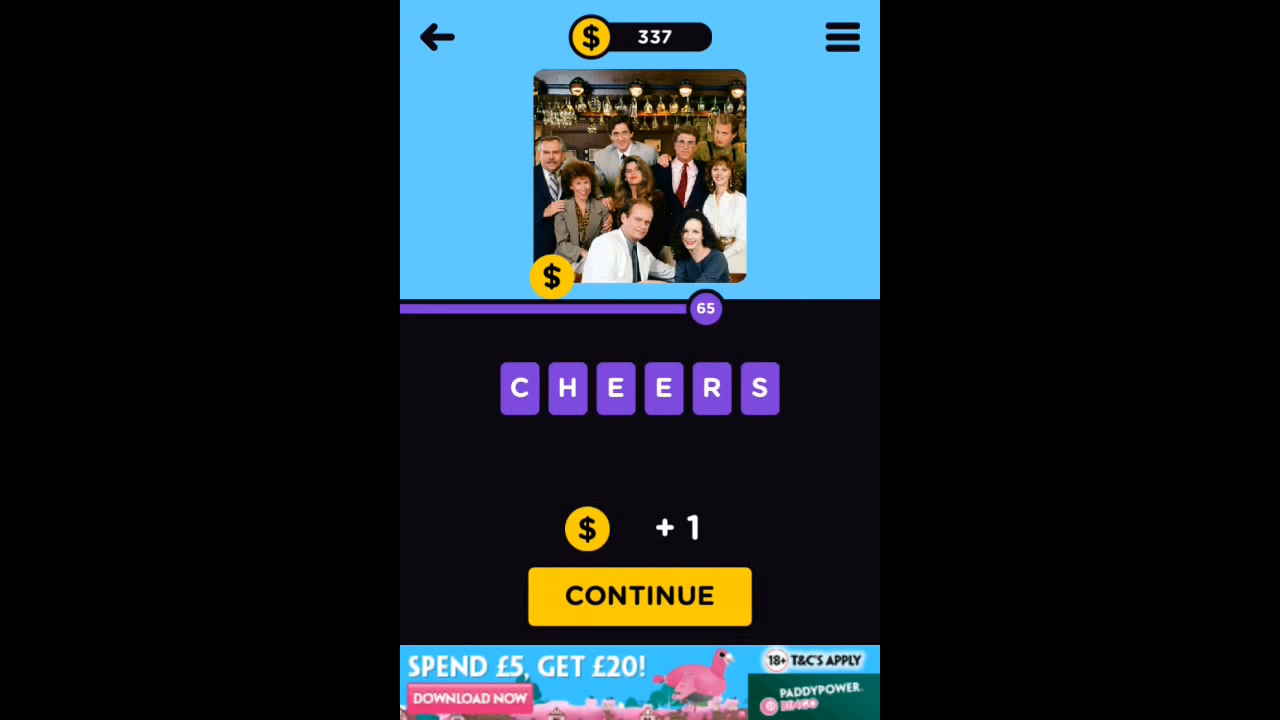 $ 337
$
65
C H E E R S
$ + 1
CONTINUE
SPEND £5, GET £20!
DOWNLOAD NOW
18+ T&C'S APPLY
PADDYPOWER.
BINGO